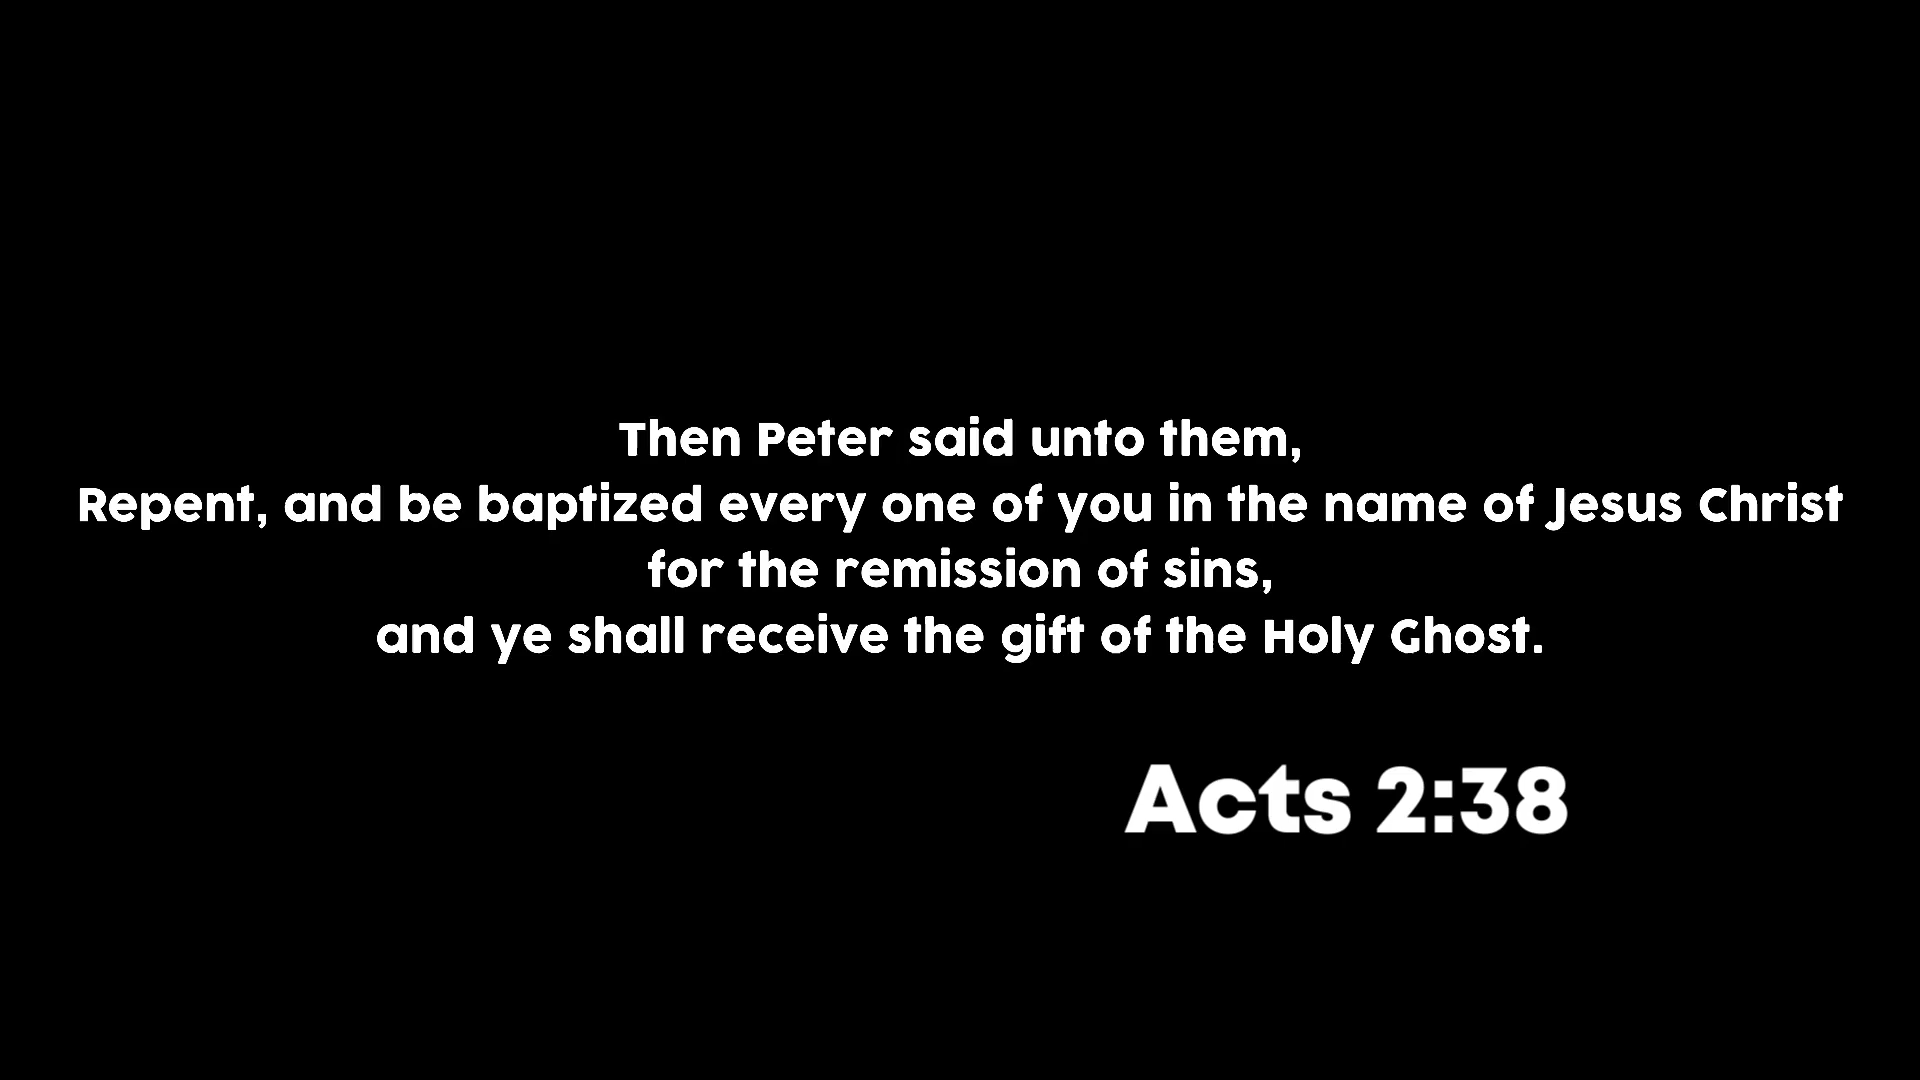 Then Peter said unto them,
Repent, and be baptized every one of you in the name of Jesus Christ
for the remission of sins,
and ye shall receive the gift of the Holy Ghost.
Acts 2:38